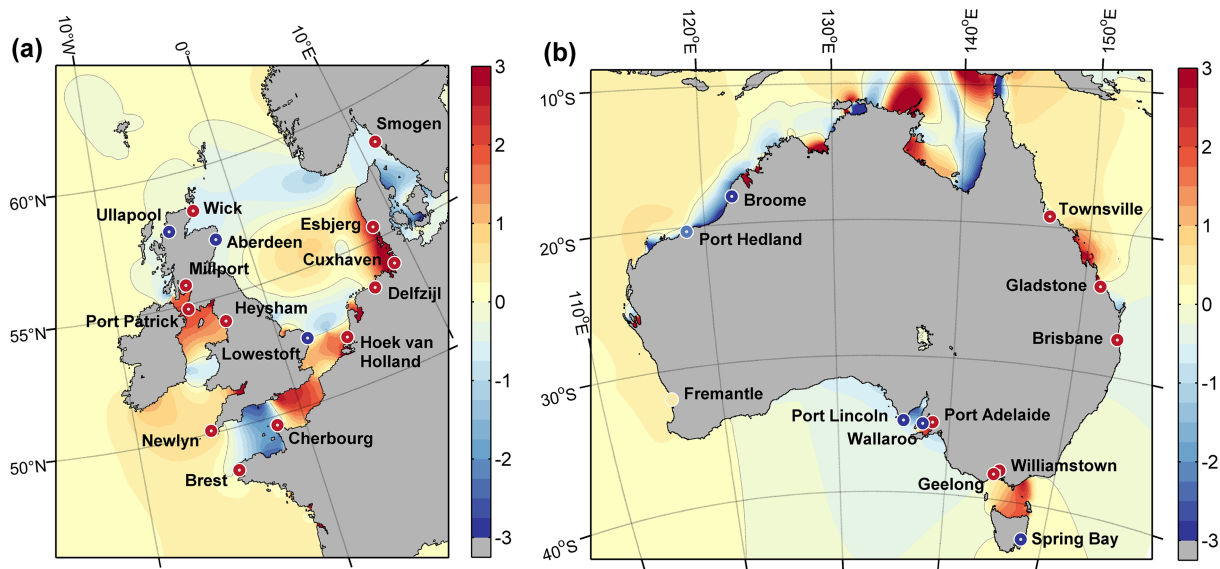 (a)
10°W
0°
10°E
60°N
55°N
50°N
Smogen
Ullapool
Wick
Aberdeen
Esbjerg
Cuxhaven
Millport
Delfzijl
Port Patrick
Heysham
Lowestoft
Hoek van
Holland
Newlyn
Cherbourg
Brest
3
2
1
0
-1
-2
-3
(b)
120°E
130°E
140°E
150°E
10°S
20°S
110°E
30°S
40°S
Broome
Port Hedland
Townsville
Gladstone
Brisbane
Fremantle
Port Lincoln
Port Adelaide
Wallaroo
Williamstown
Geelong
Spring Bay
3
2
1
0
-1
-2
-3